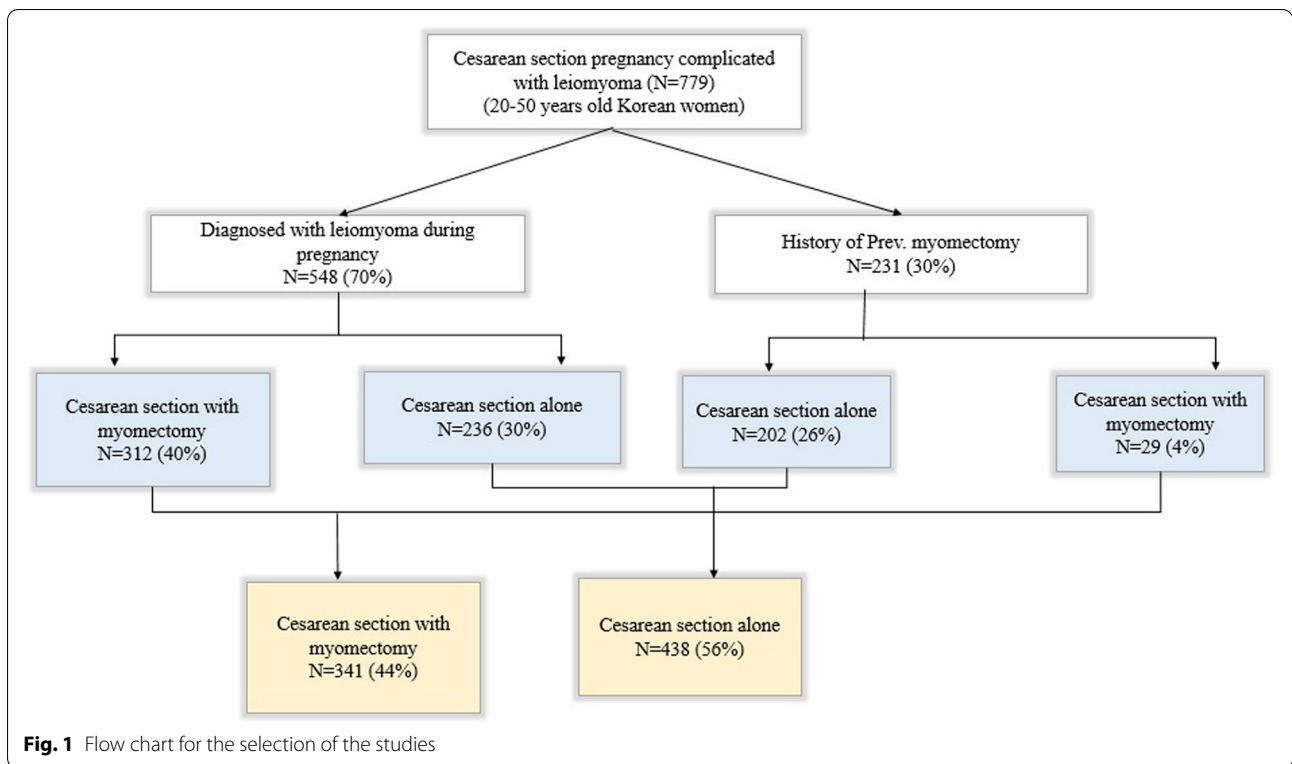 Cesarean section pregnancy complicated
with leiomyoma (N=779)
(20-50 years old Korean women)
Diagnosed with leiomyoma during
pregnancy
N=548 (70%)
History of Prev. myomectomy
N=231 (30%)
Cesarean section with
myomectomy
N=312 (40%)
Cesarean section alone
N=236 (30%)
Cesarean section alone
N=202 (26%)
Cesarean section with
myomectomy
N=29 (4%)
Cesarean section with
myomectomy
N=341 (44%)
Cesarean section alone
N=438 (56%)
Fig. 1 Flow chart for the selection of the studies